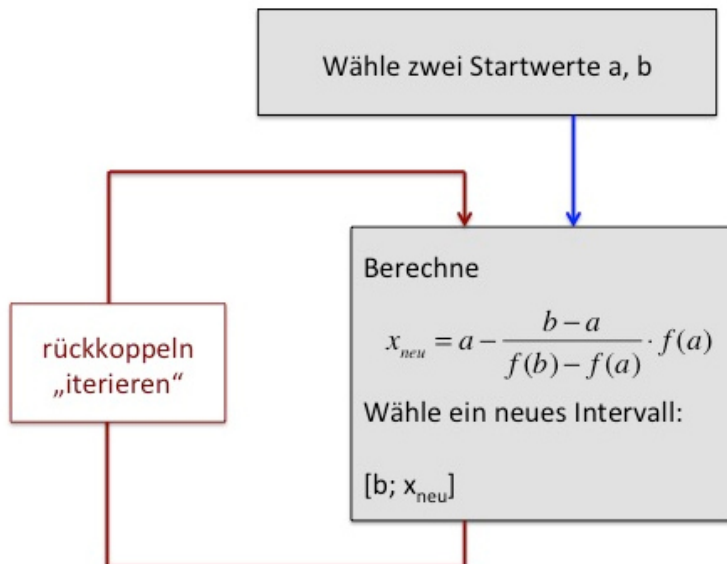 Wähle zwei Startwerte a, b
Berechne
x_neu = a − (b − a) / (f(b) − f(a)) · f(a)
Wähle ein neues Intervall:
[b; x_neu]
rückkoppeln
„iterieren“